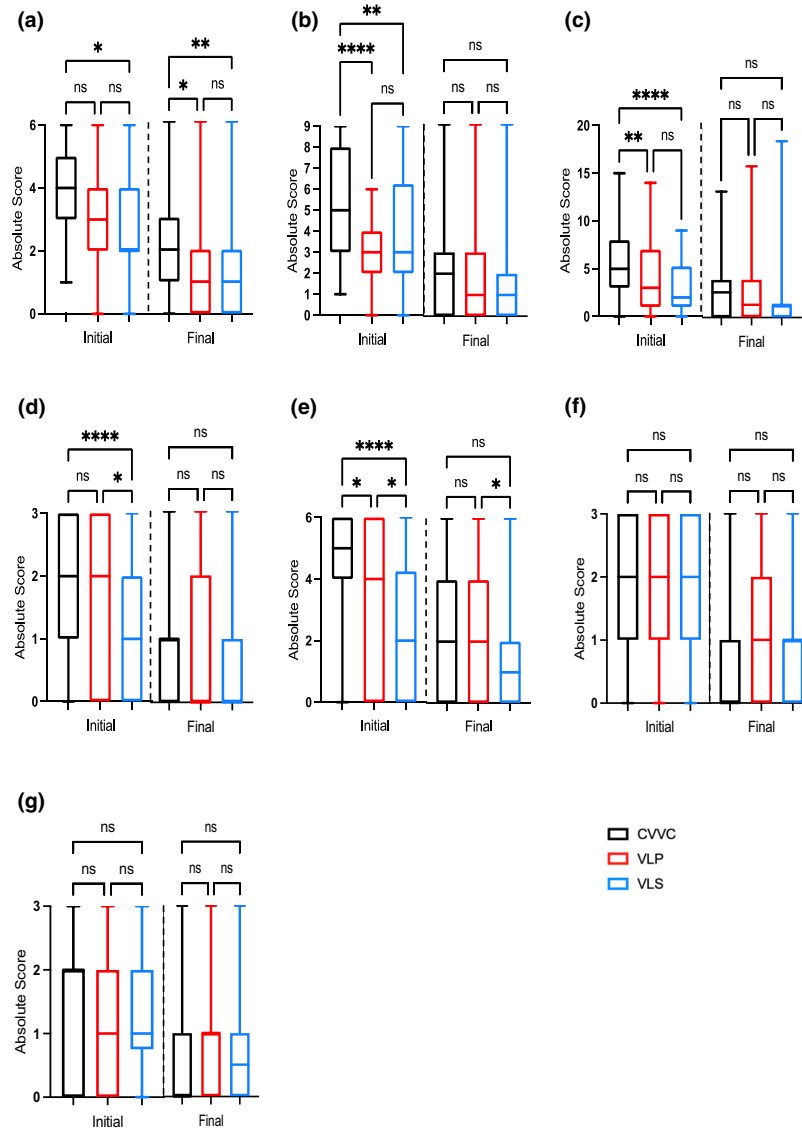 (a)
(b)
(c)
* ns ns
** * ns
** **** ns
ns ns ns
**** ** ns
ns ns ns
Absolute Score
6
4
2
0
Initial
Final
Absolute Score
9
8
7
6
5
4
3
2
1
0
Initial
Final
Absolute Score
20
15
10
5
0
Initial
Final
(d)
(e)
(f)
**** ns *
ns ns ns
**** * *
ns ns *
ns ns ns
ns ns ns
Absolute Score
3
2
1
0
Initial
Final
Absolute Score
6
4
2
0
Initial
Final
Absolute Score
3
2
1
0
Initial
Final
(g)
ns ns ns
ns ns ns
Absolute Score
3
2
1
0
Initial
Final
CVVC
VLP
VLS